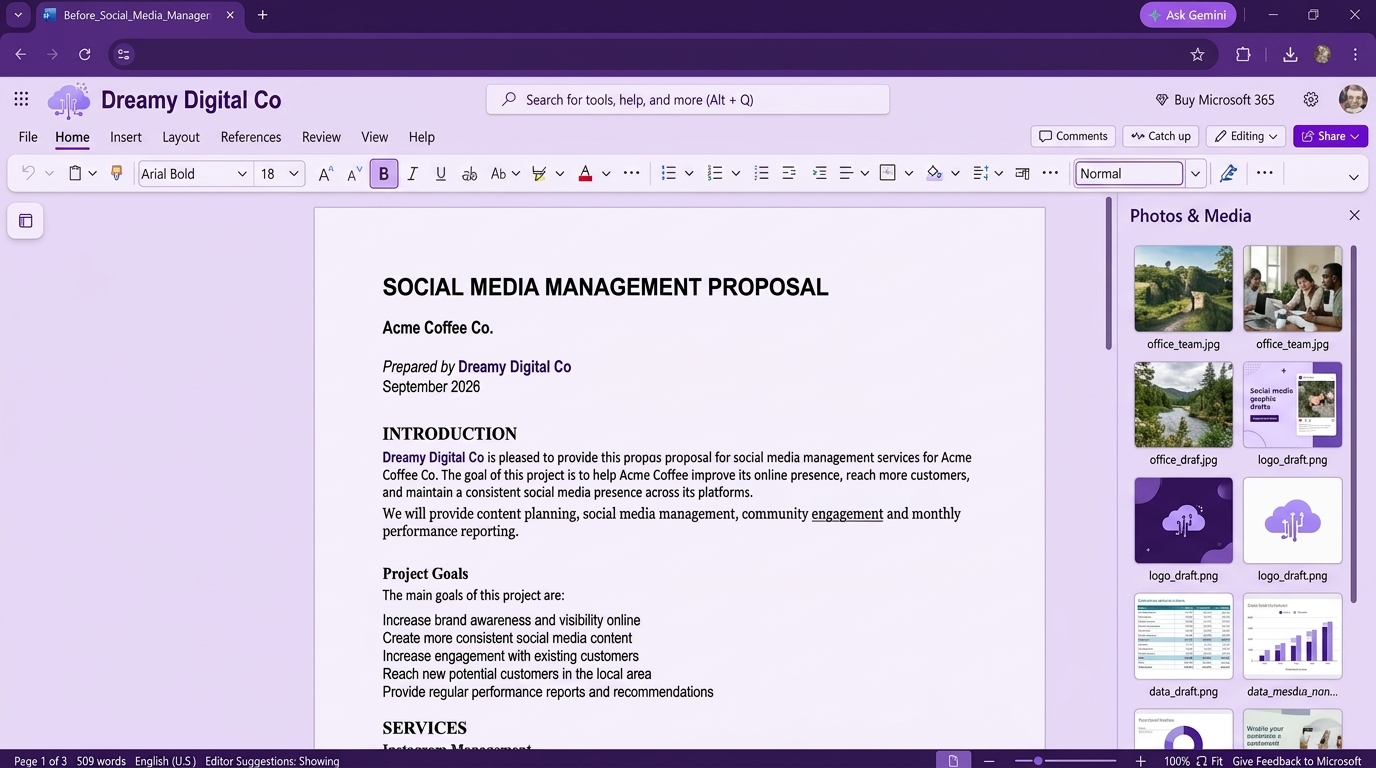 Before_Social_Media_Manager
Ask Gemini
Dreamy Digital Co
Search for tools, help, and more (Alt + Q)
Buy Microsoft 365
File Home Insert Layout References Review View Help
Comments Catch up Editing Share
Arial Bold 18 B I U ab Ab A Normal
Photos & Media
SOCIAL MEDIA MANAGEMENT PROPOSAL
Acme Coffee Co.
Prepared by Dreamy Digital Co
September 2026
INTRODUCTION
Dreamy Digital Co is pleased to provide this propɑs proposal for social media management services for Acme
Coffee Co. The goal of this project is to help Acme Coffee improve its online presence, reach more customers,
and maintain a consistent social media presence across its platforms.
We will provide content planning, social media management, community engagement and monthly
performance reporting.
Project Goals
The main goals of this project are:
Increase brand awareness and visibility online
Create more consistent social media content
Increase engagement with existing customers
Reach new potential customers in the local area
Provide regular performance reports and recommendations
SERVICES
Instagram Management
office_team.jpg office_team.jpg
Social media
graphic
drafts
office_draf.jpg logo_draft.png
logo_draft.png logo_draft.png
data_draft.png data_mesdia_nan...
Page 1 of 3 509 words English (U.S) Editor Suggestions: Showing
100% Fit Give Feedback to Microsoft